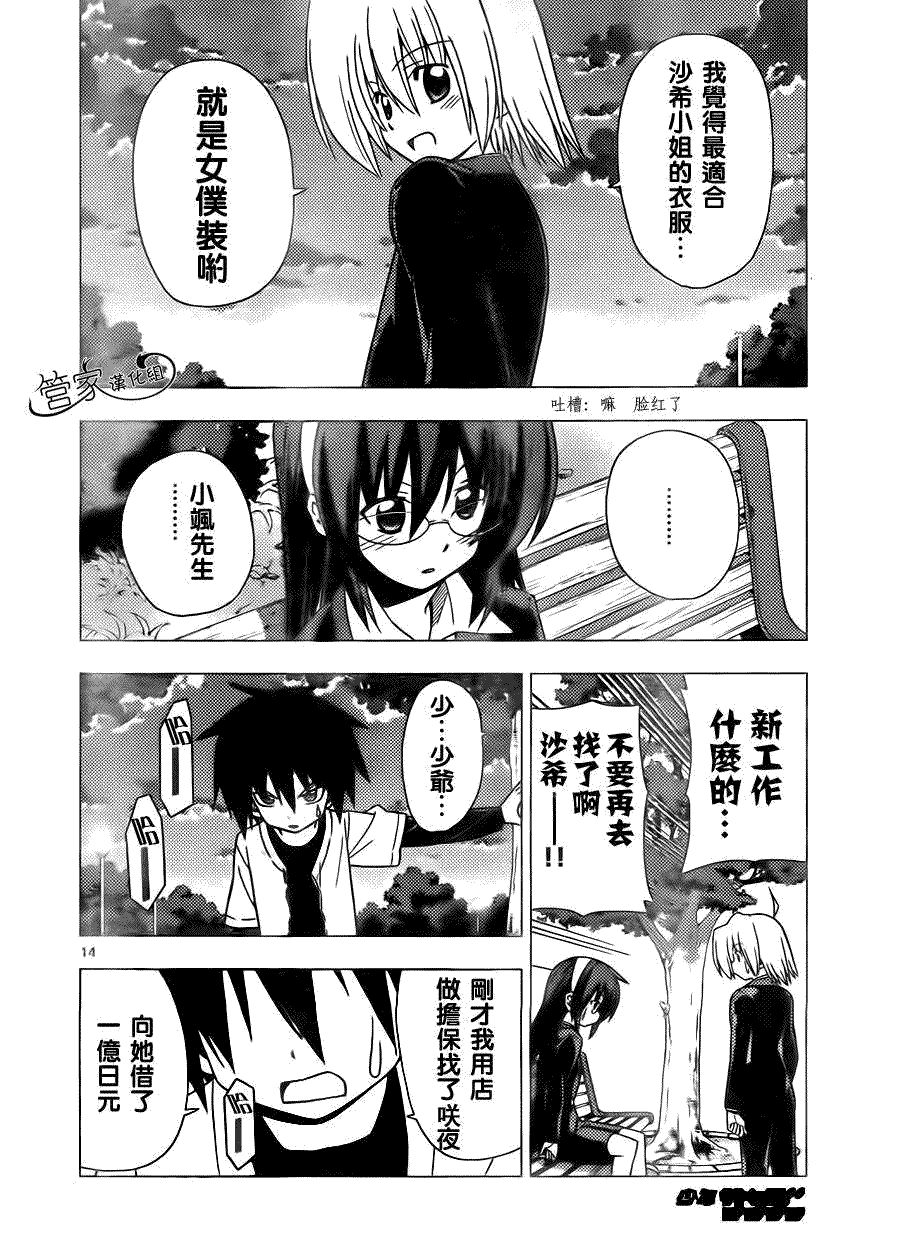 我覺得最適合
沙希小姐的衣服…
就是女僕裝喲
管家漢化組
吐槽：嘛　脸红了
………
小颯先生
………
新工作
什麼的…
不要再去
找了啊
沙希——!!
少…少爺…
哈—
哈—
14
剛才我用店
做擔保找了咲夜
向她借了
一億日元
哈—